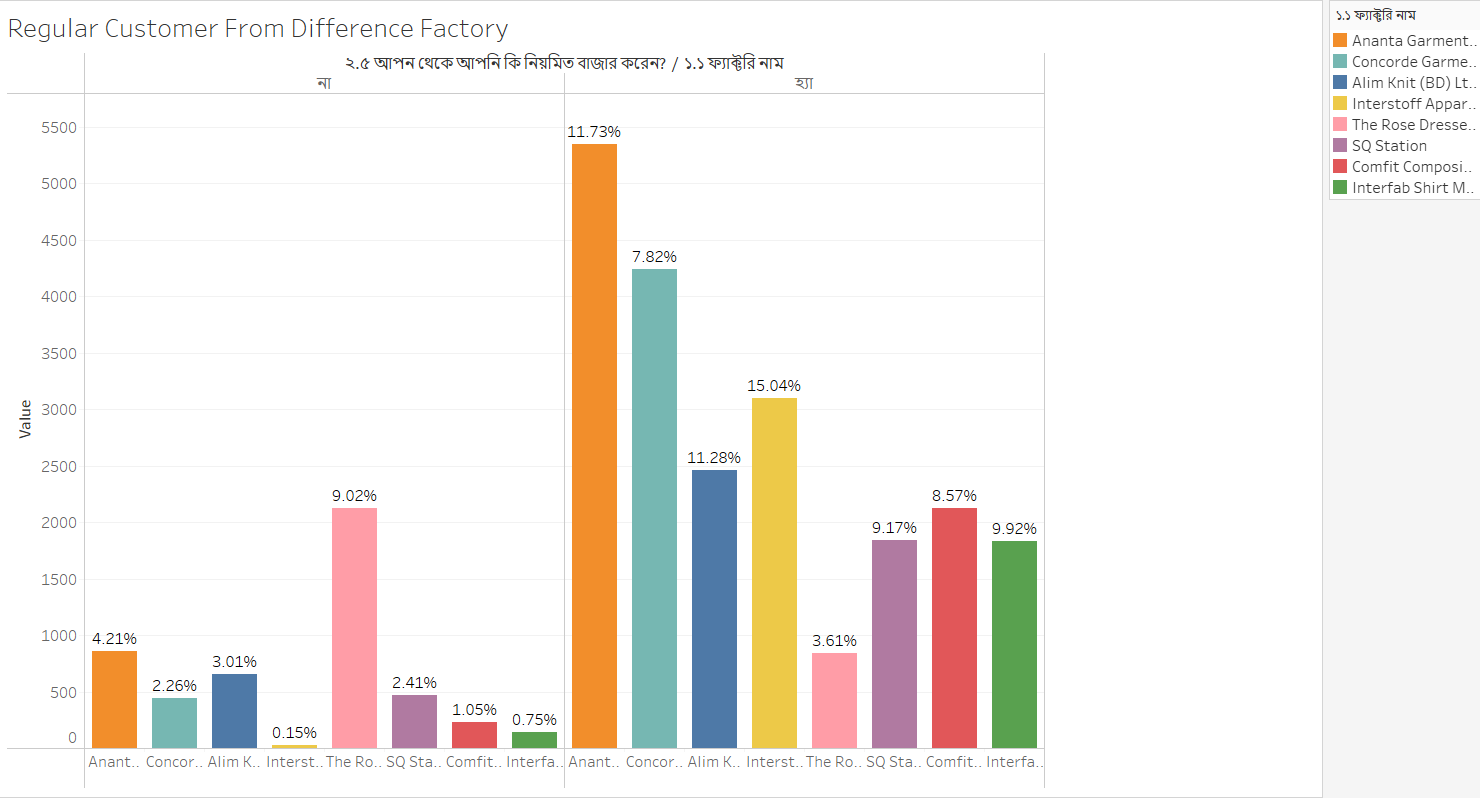 Regular Customer From Difference Factory
২.৫ আপন থেকে আপনি কি নিয়মিত বাজার করেন? / ১.১ ফ্যাক্টরি নাম
না
হ্যা
Value
5500
5000
4500
4000
3500
3000
2500
2000
1500
1000
500
0
4.21%
2.26%
3.01%
0.15%
9.02%
2.41%
1.05%
0.75%
11.73%
7.82%
11.28%
15.04%
3.61%
9.17%
8.57%
9.92%
Anant.. Concor.. Alim K.. Interst.. The Ro.. SQ Sta.. Comfit.. Interfa..
Anant.. Concor.. Alim K.. Interst.. The Ro.. SQ Sta.. Comfit.. Interfa..
১.১ ফ্যাক্টরি নাম
Ananta Garment..
Concorde Garme..
Alim Knit (BD) Lt..
Interstoff Appar..
The Rose Dresse..
SQ Station
Comfit Composi..
Interfab Shirt M..